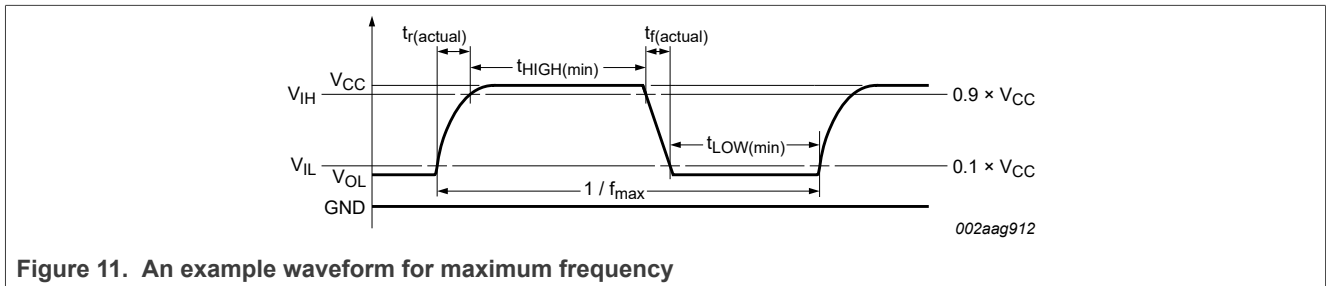 tr(actual)
tf(actual)
tHIGH(min)
VCC
VIH
0.9 × VCC
tLOW(min)
VIL
0.1 × VCC
VOL
1 / fmax
GND
002aag912
Figure 11. An example waveform for maximum frequency